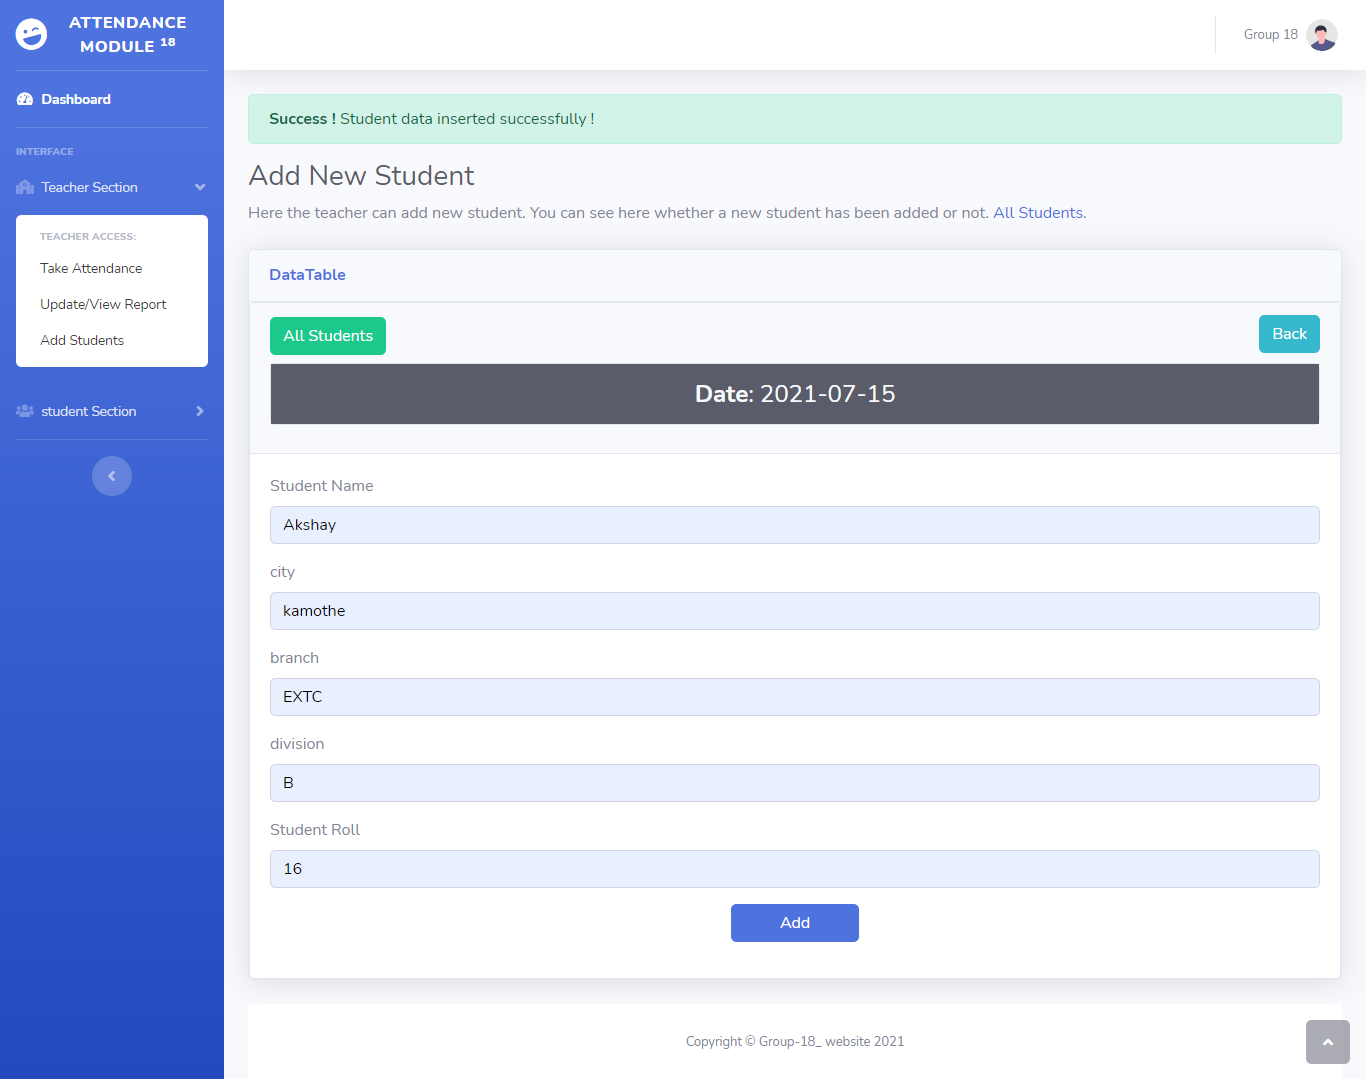 ATTENDANCE
MODULE 18
Dashboard
INTERFACE
Teacher Section
TEACHER ACCESS:
Take Attendance
Update/View Report
Add Students
student Section
Group 18
Success ! Student data inserted successfully !
Add New Student
Here the teacher can add new student. You can see here whether a new student has been added or not. All Students.
DataTable
All Students
Back
Date: 2021-07-15
Student Name
Akshay
city
kamothe
branch
EXTC
division
B
Student Roll
16
Add
Copyright © Group-18_ website 2021